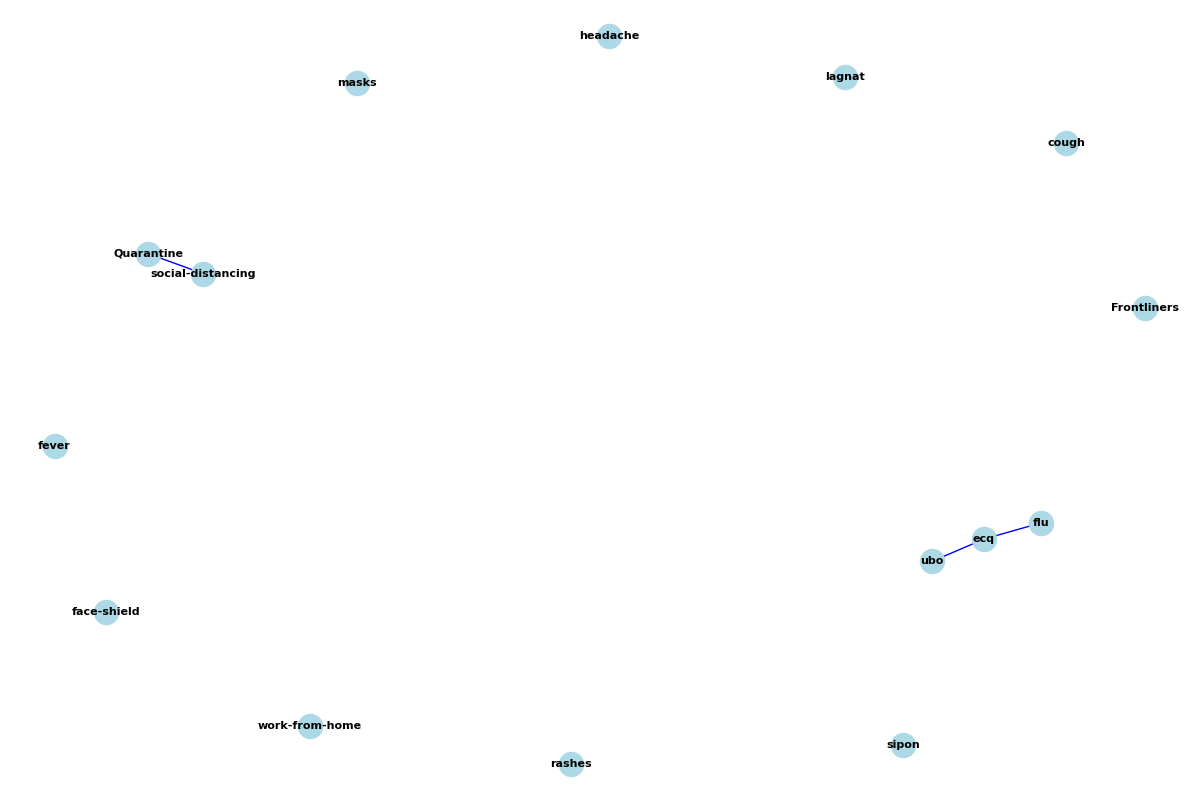 headache
lagnat
masks
cough
Quarantine
social-distancing
Frontliners
fever
flu
ecq
ubo
face-shield
work-from-home
sipon
rashes